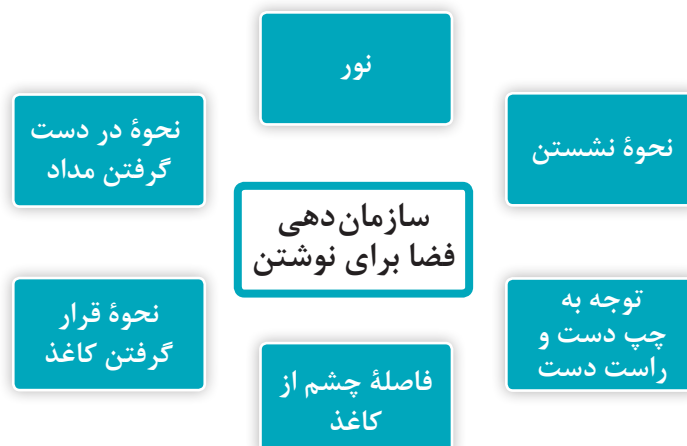 نور
نحوهٔ نشستن
نحوهٔ در دست
گرفتن مداد
سازمان‌دهی
فضا برای نوشتن
توجه به
چپ دست و
راست دست
نحوهٔ قرار
گرفتن کاغذ
فاصلهٔ چشم از
کاغذ